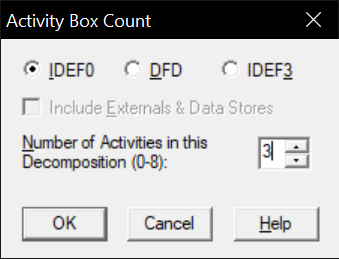 Activity Box Count
IDEF0 DFD IDEF3
Include Externals & Data Stores
Number of Activities in this
Decomposition (0-8):
3
OK Cancel Help